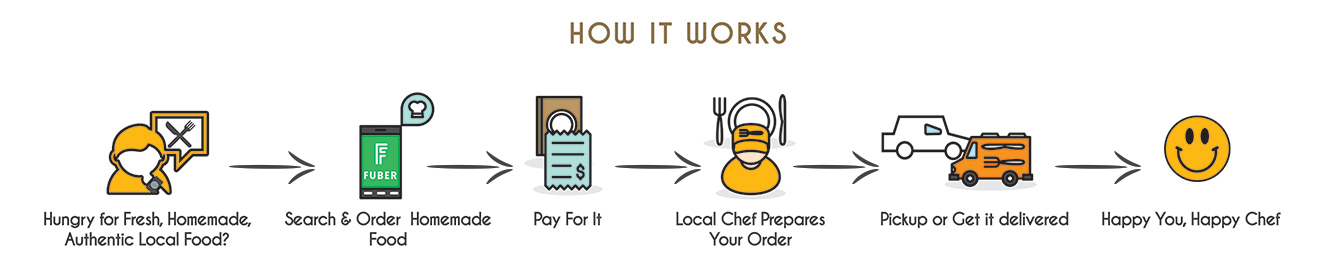 HOW IT WORKS
F
FUBER
$
Hungry for Fresh, Homemade,
Authentic Local Food?
Search & Order Homemade
Food
Pay For It
Local Chef Prepares
Your Order
Pickup or Get it delivered
Happy You, Happy Chef